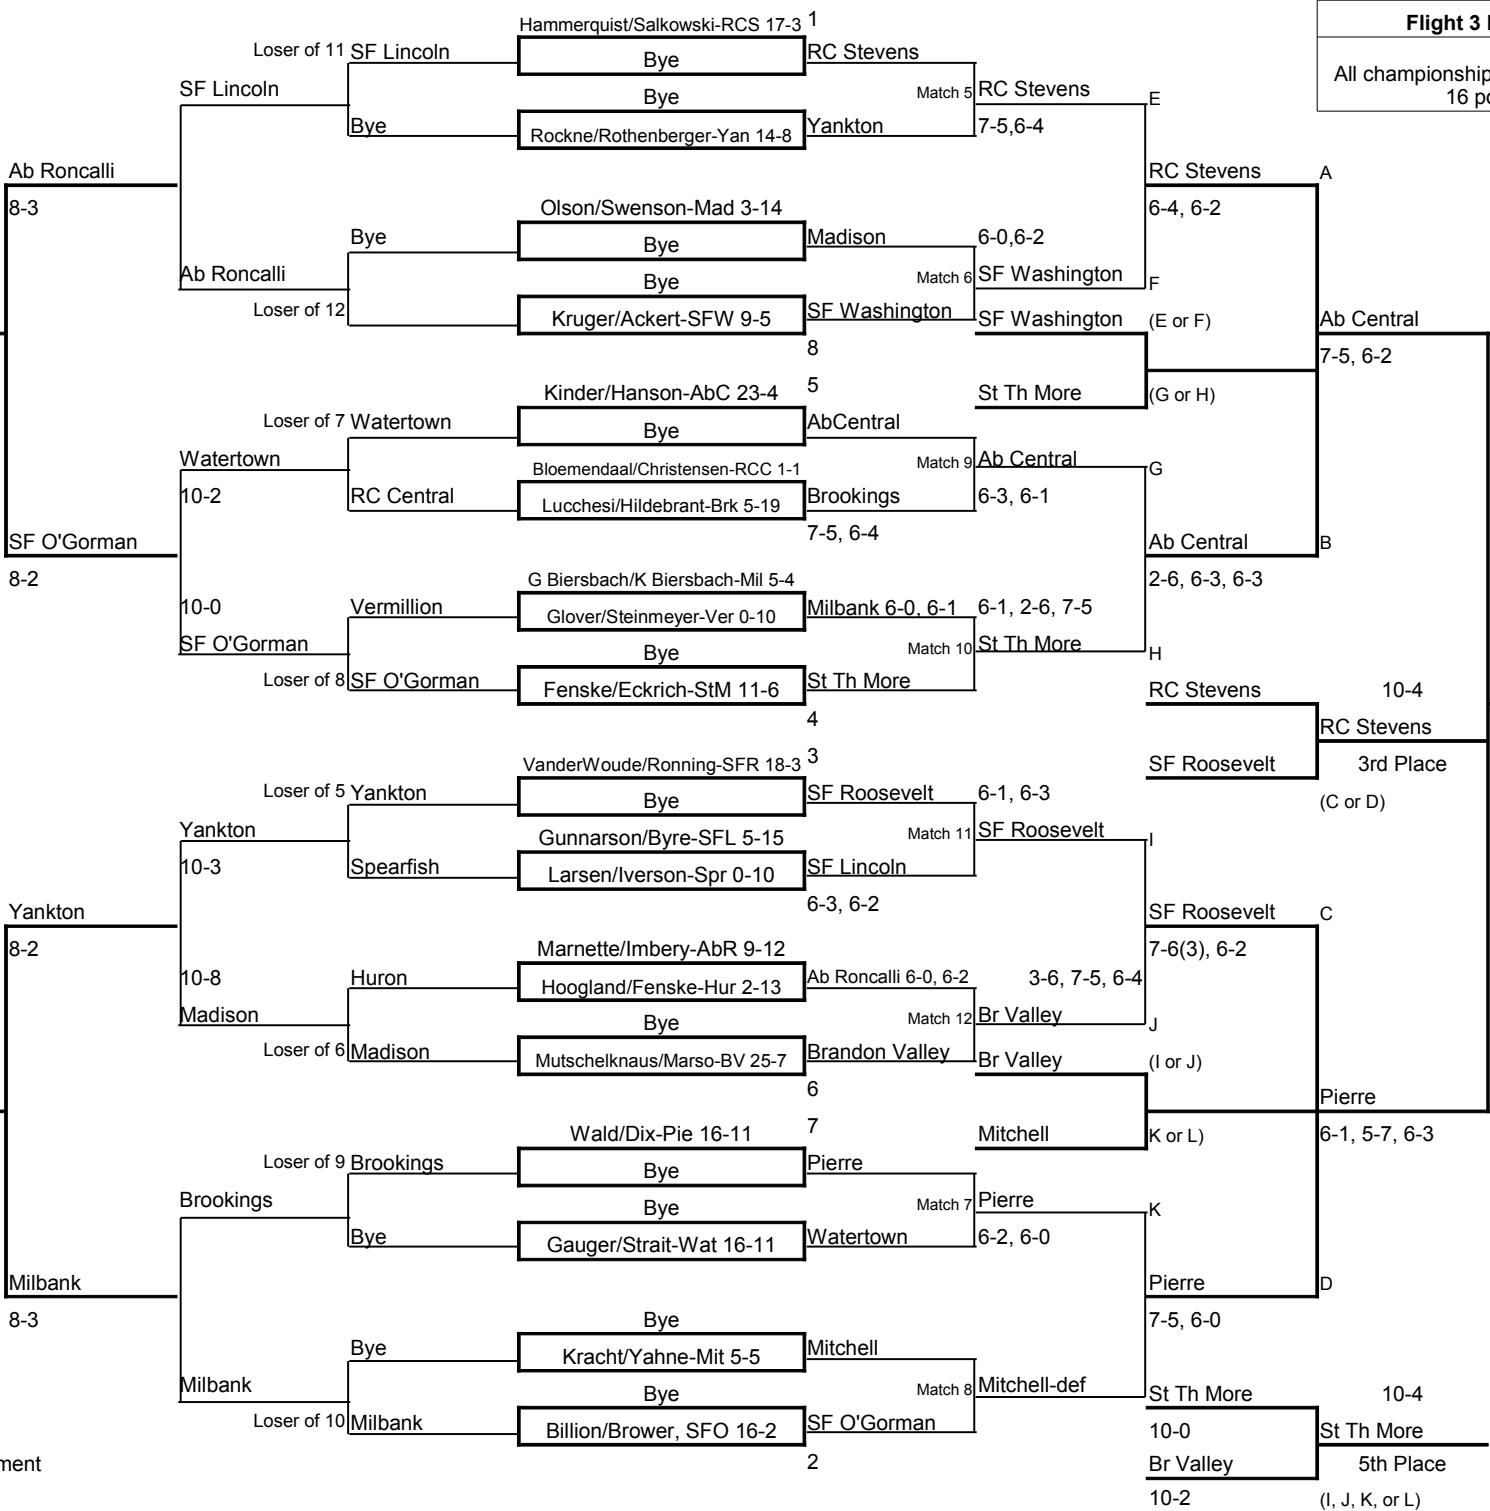 Hammerquist/Salkowski-RCS 17-3 1
Flight 3
Loser of 11 SF Lincoln
Bye
RC Stevens
All championship
16
SF Lincoln
Bye
Match 5 RC Stevens
E
Bye
Rockne/Rothenberger-Yan 14-8
Yankton
7-5,6-4
Ab Roncalli
RC Stevens
A
8-3
Olson/Swenson-Mad 3-14
6-4, 6-2
Bye
Bye
Madison
6-0,6-2
Ab Roncalli
Bye
Match 6 SF Washington
F
Loser of 12
Kruger/Ackert-SFW 9-5
SF Washington
SF Washington
(E or F)
Ab Central
8
7-5, 6-2
5
Kinder/Hanson-AbC 23-4
St Th More
(G or H)
Loser of 7 Watertown
Bye
AbCentral
Watertown
Bloemendaal/Christensen-RCC 1-1
Match 9 Ab Central
G
10-2
RC Central
Lucchesi/Hildebrant-Brk 5-19
Brookings
6-3, 6-1
7-5, 6-4
SF O'Gorman
Ab Central
B
8-2
G Biersbach/K Biersbach-Mil 5-4
2-6, 6-3, 6-3
10-0
Vermillion
Glover/Steinmeyer-Ver 0-10
Milbank 6-0, 6-1
6-1, 2-6, 7-5
SF O'Gorman
Bye
Match 10 St Th More
H
Loser of 8 SF O'Gorman
Fenske/Eckrich-StM 11-6
St Th More
RC Stevens
10-4
4
RC Stevens
VanderWoude/Ronning-SFR 18-3 3
SF Roosevelt
3rd Place
Loser of 5 Yankton
Bye
SF Roosevelt
6-1, 6-3
(C or D)
Yankton
Gunnarson/Byre-SFL 5-15
Match 11 SF Roosevelt
I
10-3
Spearfish
Larsen/Iverson-Spr 0-10
SF Lincoln
6-3, 6-2
Yankton
SF Roosevelt
C
8-2
Marnette/Imbery-AbR 9-12
7-6(3), 6-2
10-8
Huron
Hoogland/Fenske-Hur 2-13
Ab Roncalli 6-0, 6-2
3-6, 7-5, 6-4
Madison
Bye
Match 12 Br Valley
J
Loser of 6 Madison
Mutschelknaus/Marso-BV 25-7
Brandon Valley
Br Valley
(I or J)
6
Pierre
7
Wald/Dix-Pie 16-11
Mitchell
K or L)
6-1, 5-7, 6-3
Loser of 9 Brookings
Bye
Pierre
Brookings
Bye
Match 7 Pierre
K
Bye
Gauger/Strait-Wat 16-11
Watertown
6-2, 6-0
Milbank
Pierre
D
8-3
Bye
7-5, 6-0
Bye
Kracht/Yahne-Mit 5-5
Mitchell
Milbank
Bye
Match 8 Mitchell-def
St Th More
10-4
Loser of 10 Milbank
Billion/Brower, SFO 16-2
SF O'Gorman
10-0
St Th More
2
Br Valley
5th Place
10-2
(I, J, K, or L)